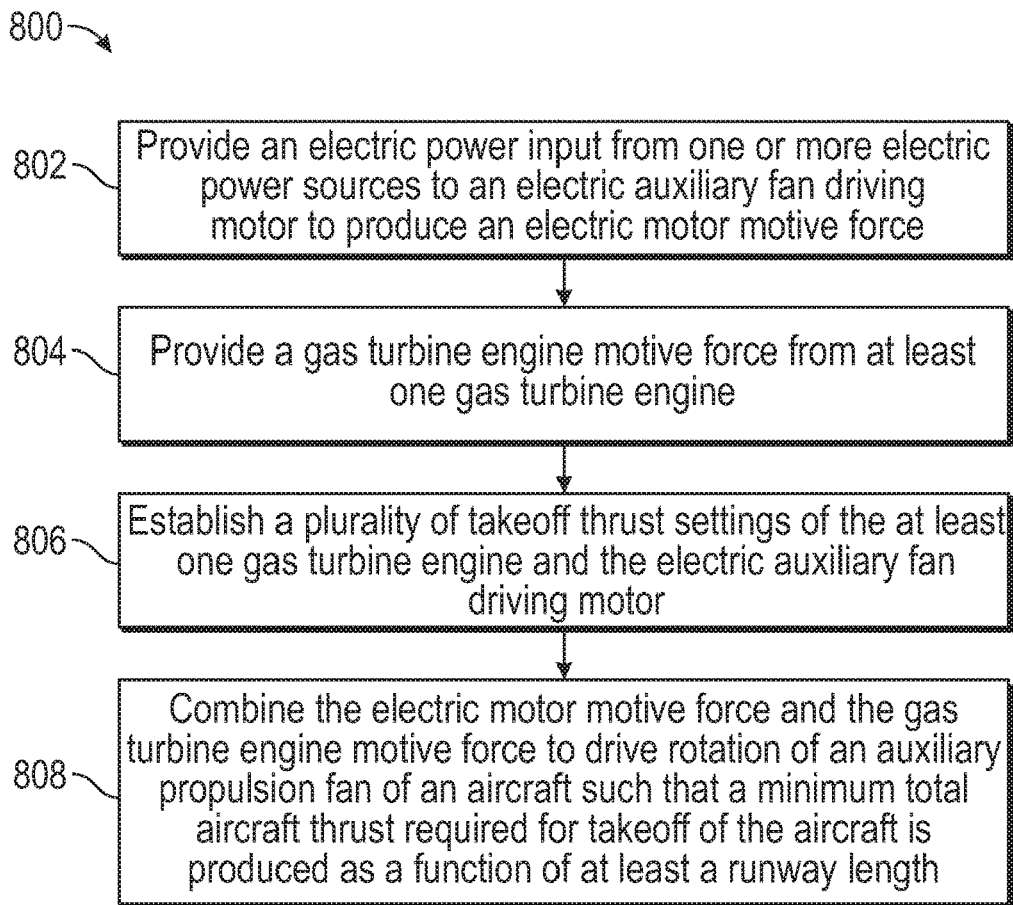 800
802
Provide an electric power input from one or more electric
power sources to an electric auxiliary fan driving
motor to produce an electric motor motive force
804
Provide a gas turbine engine motive force from at least
one gas turbine engine
806
Establish a plurality of takeoff thrust settings of the at least
one gas turbine engine and the electric auxiliary fan
driving motor
808
Combine the electric motor motive force and the gas
turbine engine motive force to drive rotation of an auxiliary
propulsion fan of an aircraft such that a minimum total
aircraft thrust required for takeoff of the aircraft is
produced as a function of at least a runway length